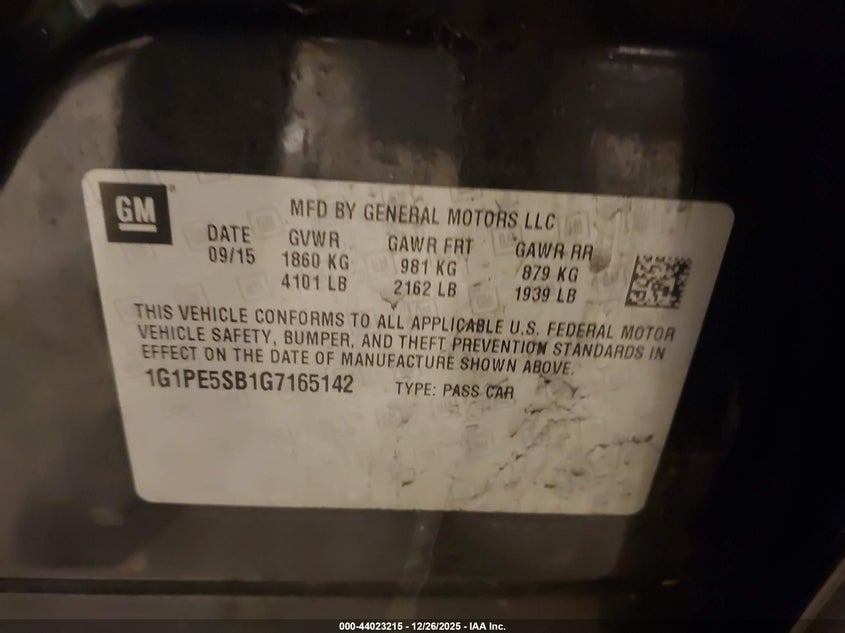 GM
MFD BY GENERAL MOTORS LLC
DATE GVWR GAWR FRT GAWR RR
09/15 1860 KG 981 KG 879 KG
4101 LB 2162 LB 1939 LB
THIS VEHICLE CONFORMS TO ALL APPLICABLE U.S. FEDERAL MOTOR
VEHICLE SAFETY, BUMPER, AND THEFT PREVENTION STANDARDS IN
EFFECT ON THE DATE OF MANUFACTURE SHOWN ABOVE.
1G1PE5SB1G7165142 TYPE: PASS CAR
000-44023215 - 12/26/2025 - IAA Inc.